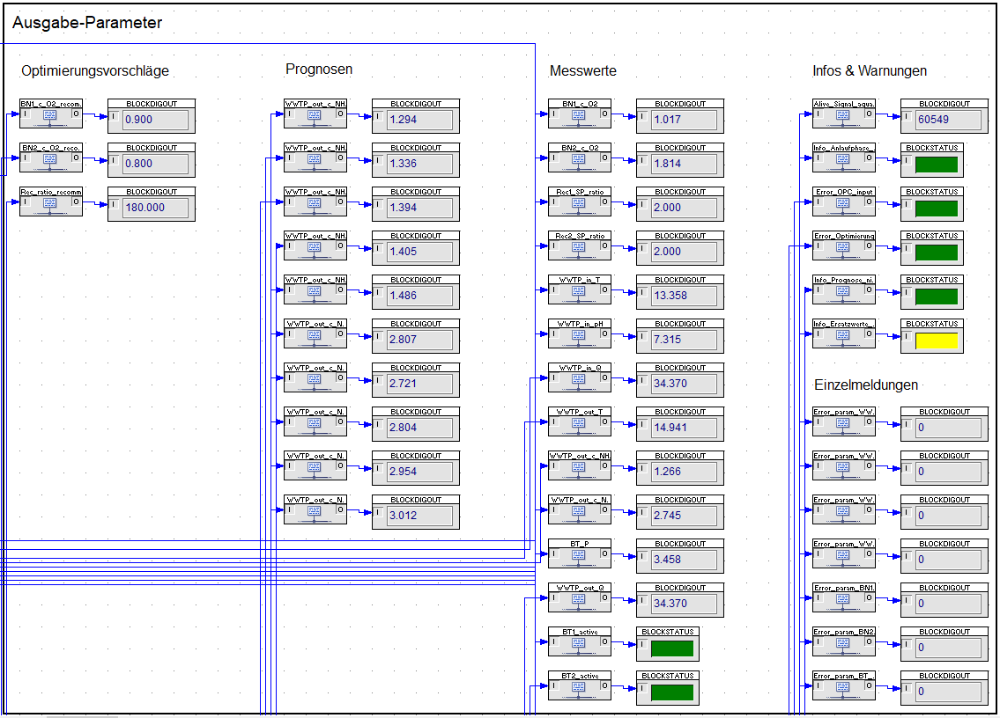 Ausgabe-Parameter
Optimierungsvorschläge
BN1_c_O2_recom.
I O
BLOCKDIGOUT
I 0.900
BN2_c_O2_reco.
I O
BLOCKDIGOUT
I 0.800
Rec_ratio_recomm
I O
BLOCKDIGOUT
I 180.000
Prognosen
WWTP_out_c_NH.
I O
BLOCKDIGOUT
I 1.294
WWTP_out_c_NH.
I O
BLOCKDIGOUT
I 1.336
WWTP_out_c_NH.
I O
BLOCKDIGOUT
I 1.394
WWTP_out_c_NH.
I O
BLOCKDIGOUT
I 1.405
WWTP_out_c_NH.
I O
BLOCKDIGOUT
I 1.486
WWTP_out_c_N.
I O
BLOCKDIGOUT
I 2.807
WWTP_out_c_N.
I O
BLOCKDIGOUT
I 2.721
WWTP_out_c_N.
I O
BLOCKDIGOUT
I 2.804
WWTP_out_c_N.
I O
BLOCKDIGOUT
I 2.954
WWTP_out_c_N.
I O
BLOCKDIGOUT
I 3.012
Messwerte
BN1_c_O2
I O
BLOCKDIGOUT
I 1.017
BN2_c_O2
I O
BLOCKDIGOUT
I 1.814
Rec1_SP_ratio
I O
BLOCKDIGOUT
I 2.000
Rec2_SP_ratio
I O
BLOCKDIGOUT
I 2.000
WWTP_in_T
I O
BLOCKDIGOUT
I 13.358
WWTP_in_pH
I O
BLOCKDIGOUT
I 7.315
WWTP_in_Q
I O
BLOCKDIGOUT
I 34.370
WWTP_out_T
I O
BLOCKDIGOUT
I 14.941
WWTP_out_c_NH.
I O
BLOCKDIGOUT
I 1.266
WWTP_out_c_N.
I O
BLOCKDIGOUT
I 2.745
BT_P
I O
BLOCKDIGOUT
I 3.458
WWTP_out_Q
I O
BLOCKDIGOUT
I 34.370
BT1_active
I O
BLOCKSTATUS
I
BT2_active
I O
BLOCKSTATUS
I
Infos & Warnungen
Alive_Signal_aqua.
I O
BLOCKDIGOUT
I 60549
Info_Anlaufphase_.
I O
BLOCKSTATUS
I
Error_OPC_input
I O
BLOCKSTATUS
I
Error_Optimierung
I O
BLOCKSTATUS
I
Info_Prognose_ni.
I O
BLOCKSTATUS
I
Info_Ersatzwerte_.
I O
BLOCKSTATUS
I
Einzelmeldungen
Error_param_WW.
I O
BLOCKDIGOUT
I 0
Error_param_WW.
I O
BLOCKDIGOUT
I 0
Error_param_WW.
I O
BLOCKDIGOUT
I 0
Error_param_WW.
I O
BLOCKDIGOUT
I 0
Error_param_BN1.
I O
BLOCKDIGOUT
I 0
Error_param_BN2.
I O
BLOCKDIGOUT
I 0
Error_param_BT_.
I O
BLOCKDIGOUT
I 0